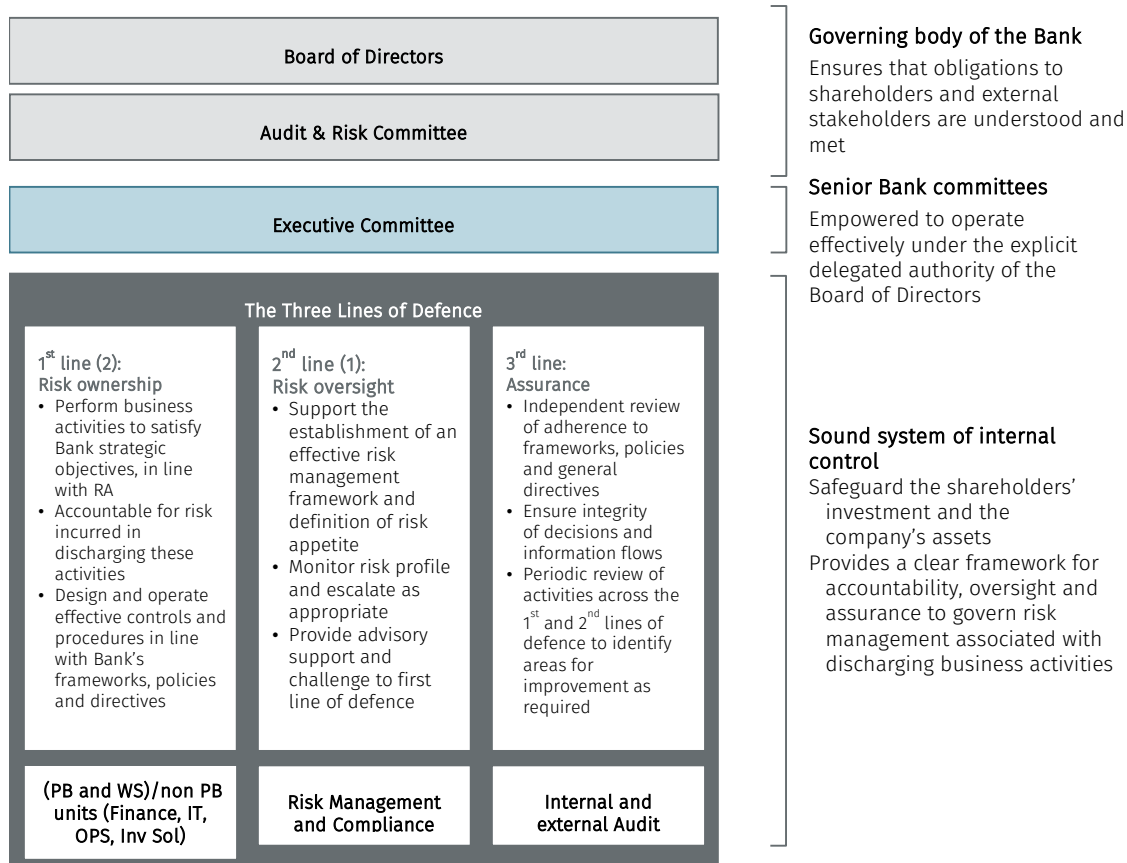 Board of Directors
Audit & Risk Committee
Executive Committee
Governing body of the Bank
Ensures that obligations to
shareholders and external
stakeholders are understood and
met
Senior Bank committees
Empowered to operate
effectively under the explicit
delegated authority of the
Board of Directors
The Three Lines of Defence
1st line (2):
Risk ownership
• Perform business
activities to satisfy
Bank strategic
objectives, in line
with RA
• Accountable for risk
incurred in
discharging these
activities
• Design and operate
effective controls and
procedures in line
with Bank's
frameworks, policies
and directives
(PB and WS)/non PB
units (Finance, IT,
OPS, Inv Sol)
2nd line (1):
Risk oversight
• Support the
establishment of an
effective risk
management
framework and
definition of risk
appetite
• Monitor risk profile
and escalate as
appropriate
• Provide advisory
support and
challenge to first
line of defence
Risk Management
and Compliance
3rd line:
Assurance
• Independent review
of adherence to
frameworks, policies
and general
directives
• Ensure integrity
of decisions and
information flows
• Periodic review of
activities across the
1st and 2nd lines of
defence to identify
areas for
improvement as
required
Internal and
external Audit
Sound system of internal
control
Safeguard the shareholders'
investment and the
company's assets
Provides a clear framework for
accountability, oversight and
assurance to govern risk
management associated with
discharging business activities